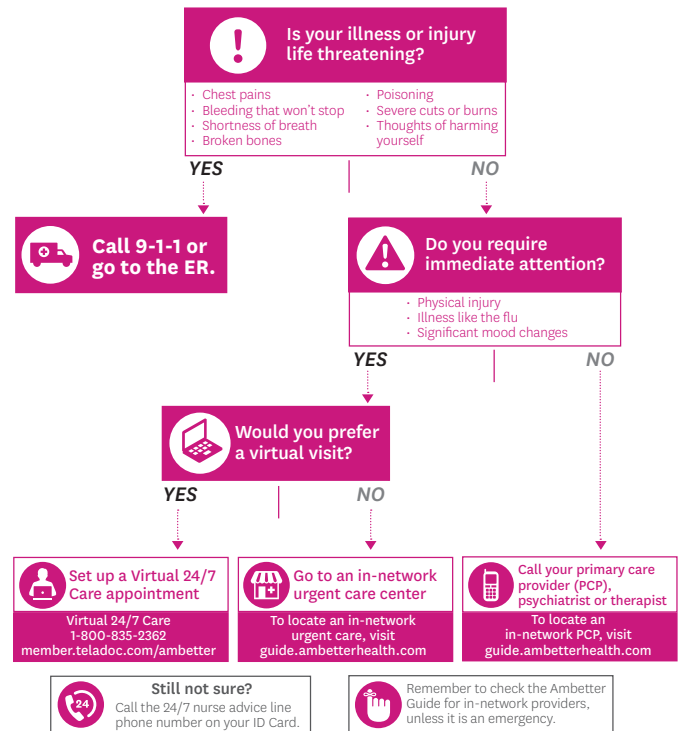 Is your illness or injury
life threatening?
· Chest pains
· Bleeding that won't stop
· Shortness of breath
· Broken bones
· Poisoning
· Severe cuts or burns
· Thoughts of harming
yourself
YES
NO
Call 9-1-1 or
go to the ER.
Do you require
immediate attention?
· Physical injury
· Illness like the flu
· Significant mood changes
YES
NO
Would you prefer
a virtual visit?
YES
NO
Set up a Virtual 24/7
Care appointment
Virtual 24/7 Care
1-800-835-2362
member.teladoc.com/ambetter
Go to an in-network
urgent care center
To locate an in-network
urgent care, visit
guide.ambetterhealth.com
Call your primary care
provider (PCP),
psychiatrist or therapist
To locate an
in-network PCP, visit
guide.ambetterhealth.com
24
Still not sure?
Call the 24/7 nurse advice line
phone number on your ID Card.
Remember to check the Ambetter
Guide for in-network providers,
unless it is an emergency.